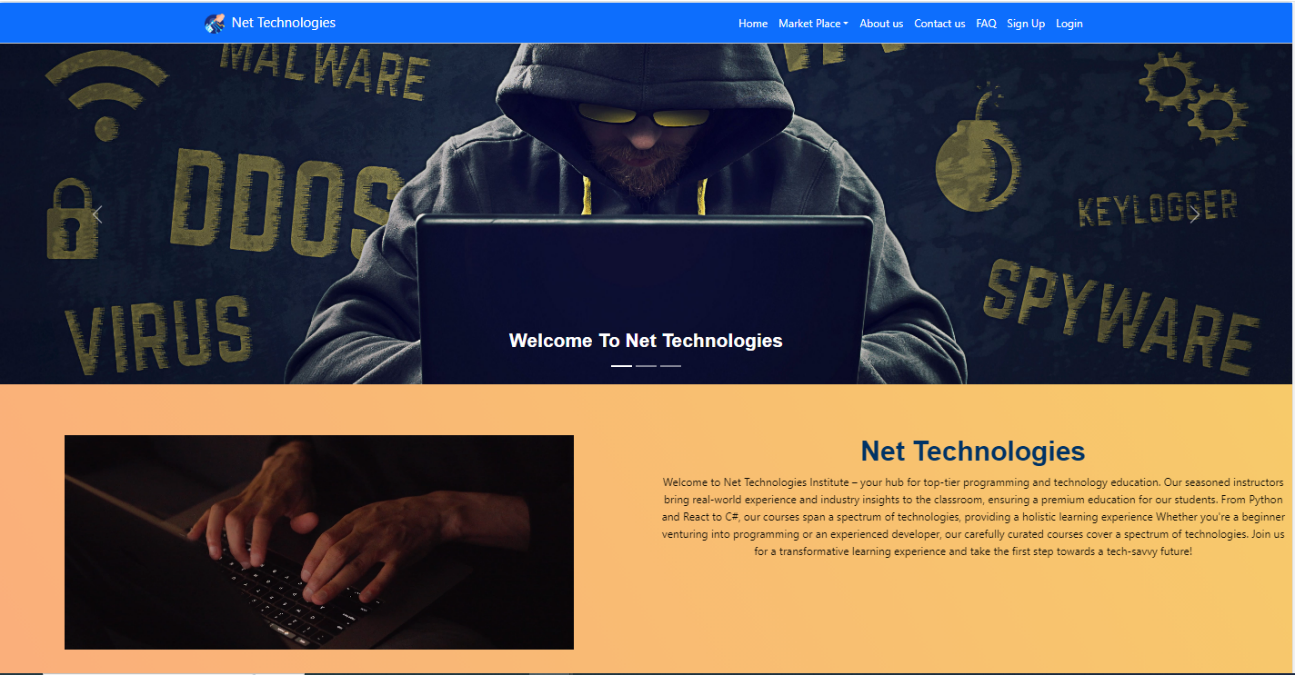 Net Technologies
Home Market Place About us Contact us FAQ Sign Up Login
MALWARE
DDOS
KEYLOGGER
VIRUS
SPYWARE
Welcome To Net Technologies
Net Technologies
Welcome to Net Technologies Institute – your hub for top-tier programming and technology education. Our seasoned instructors
bring real-world experience and industry insights to the classroom, ensuring a premium education for our students. From Python
and React to C#, our courses span a spectrum of technologies, providing a holistic learning experience Whether you're a beginner
venturing into programming or an experienced developer, our carefully curated courses cover a spectrum of technologies. Join us
for a transformative learning experience and take the first step towards a tech-savvy future!